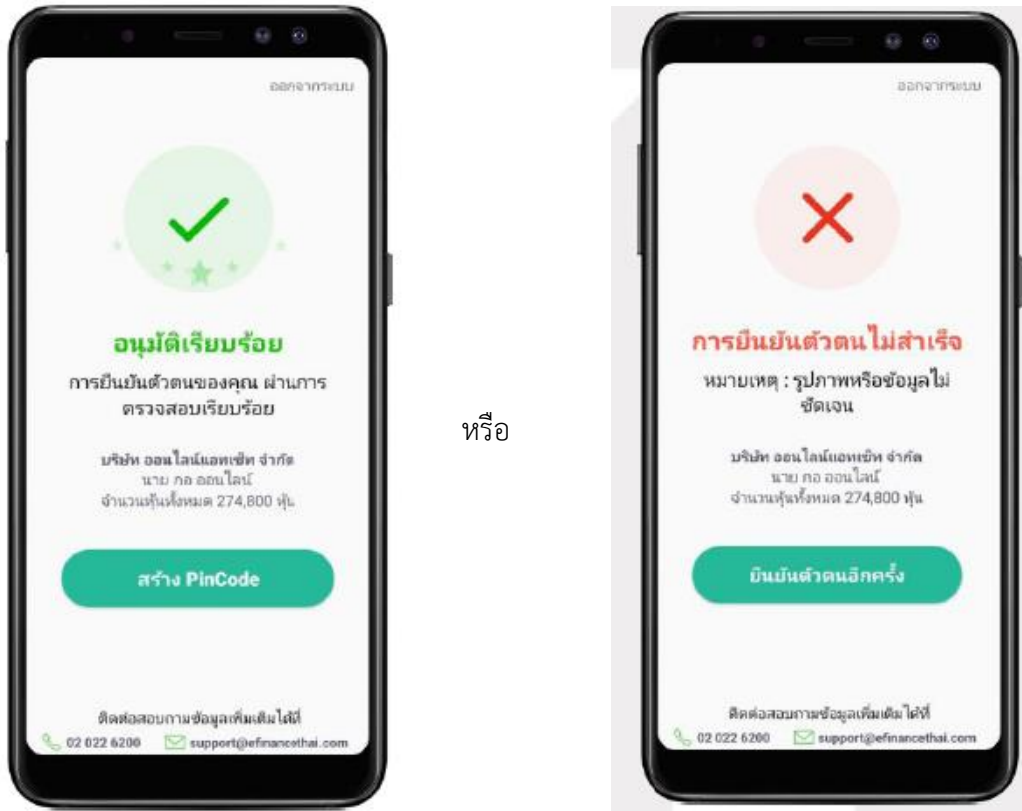 ออกจากระบบ
อนุมัติเรียบร้อย
การยืนยันตัวตนของคุณ ผ่านการ
ตรวจสอบเรียบร้อย
บริษัท ออนไลน์แอทเซ็ท จำกัด
นาย กอ ออนไลน์
จำนวนหุ้นทั้งหมด 274,800 หุ้น
สร้าง PinCode
ติดต่อสอบถามข้อมูลเพิ่มเติมได้ที่
02 022 6200 support@efinancethai.com
หรือ
ออกจากระบบ
การยืนยันตัวตนไม่สำเร็จ
หมายเหตุ : รูปภาพหรือข้อมูลไม่
ชัดเจน
บริษัท ออนไลน์แอทเซ็ท จำกัด
นาย กอ ออนไลน์
จำนวนหุ้นทั้งหมด 274,800 หุ้น
ยืนยันตัวตนอีกครั้ง
ติดต่อสอบถามข้อมูลเพิ่มเติมได้ที่
02 022 6200 support@efinancethai.com